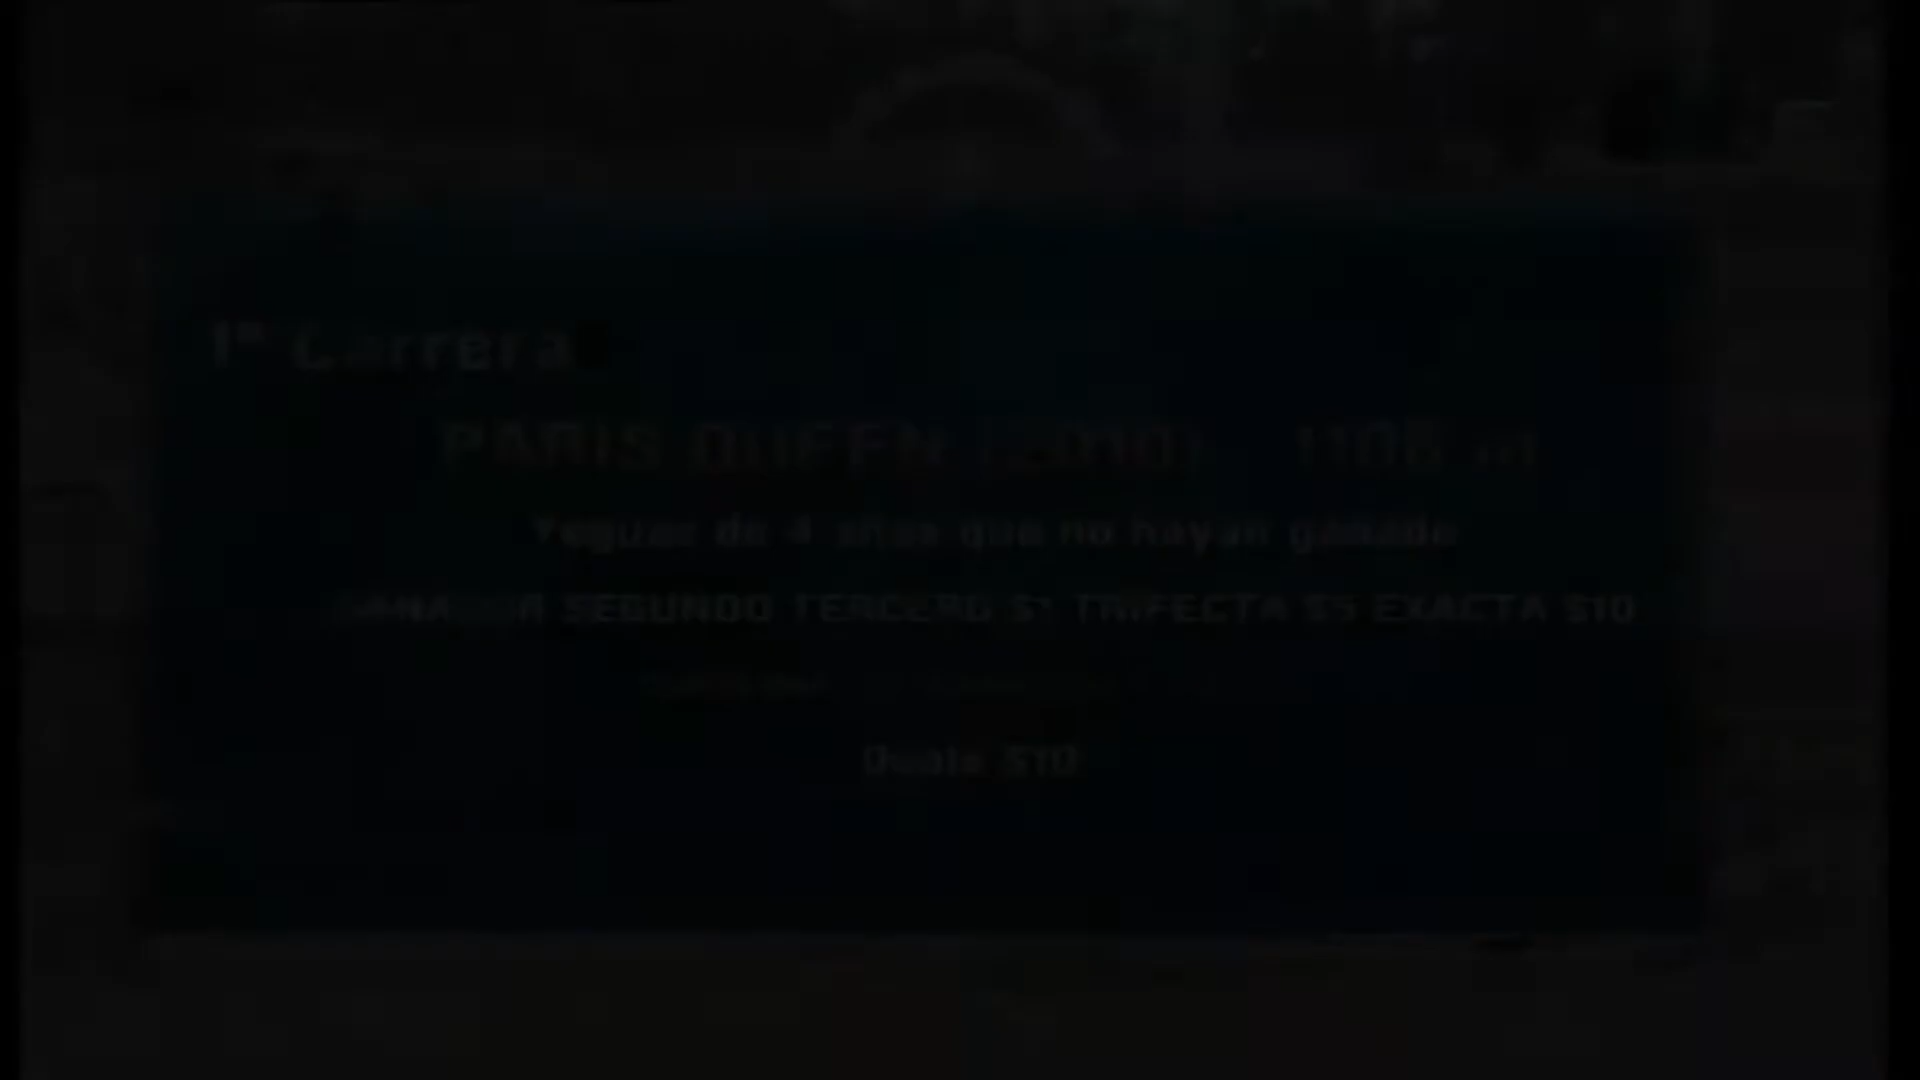 1ª Carrera
PARIS QUEEN (2010) 1106 m
Yeguas de 4 años que no hayan ganado
GANADOR SEGUNDO TERCERO $1 TRIFECTA $5 EXACTA $10
Doble $10